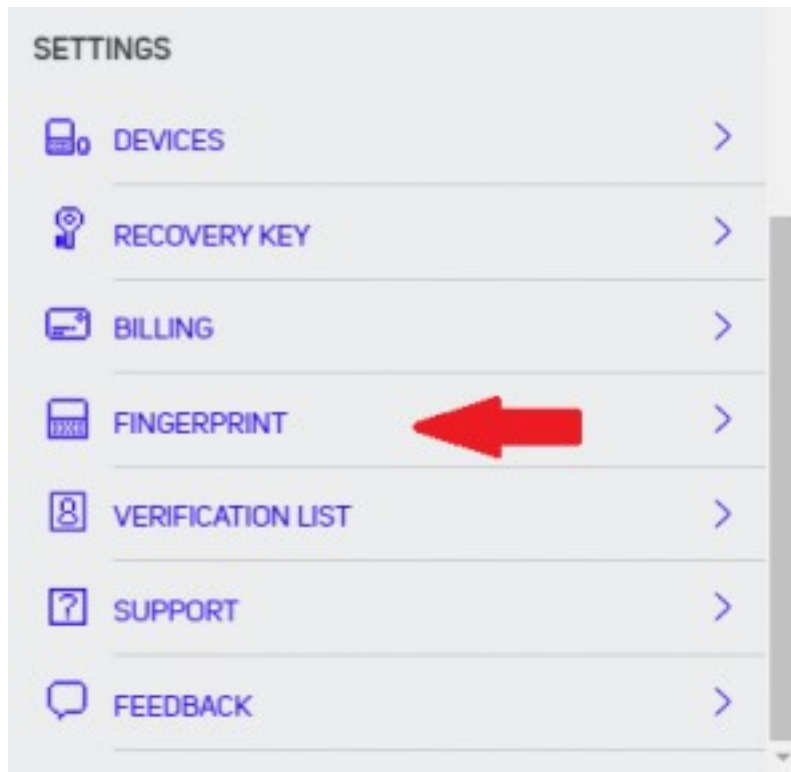 SETTINGS
DEVICES
RECOVERY KEY
BILLING
FINGERPRINT
VERIFICATION LIST
SUPPORT
FEEDBACK